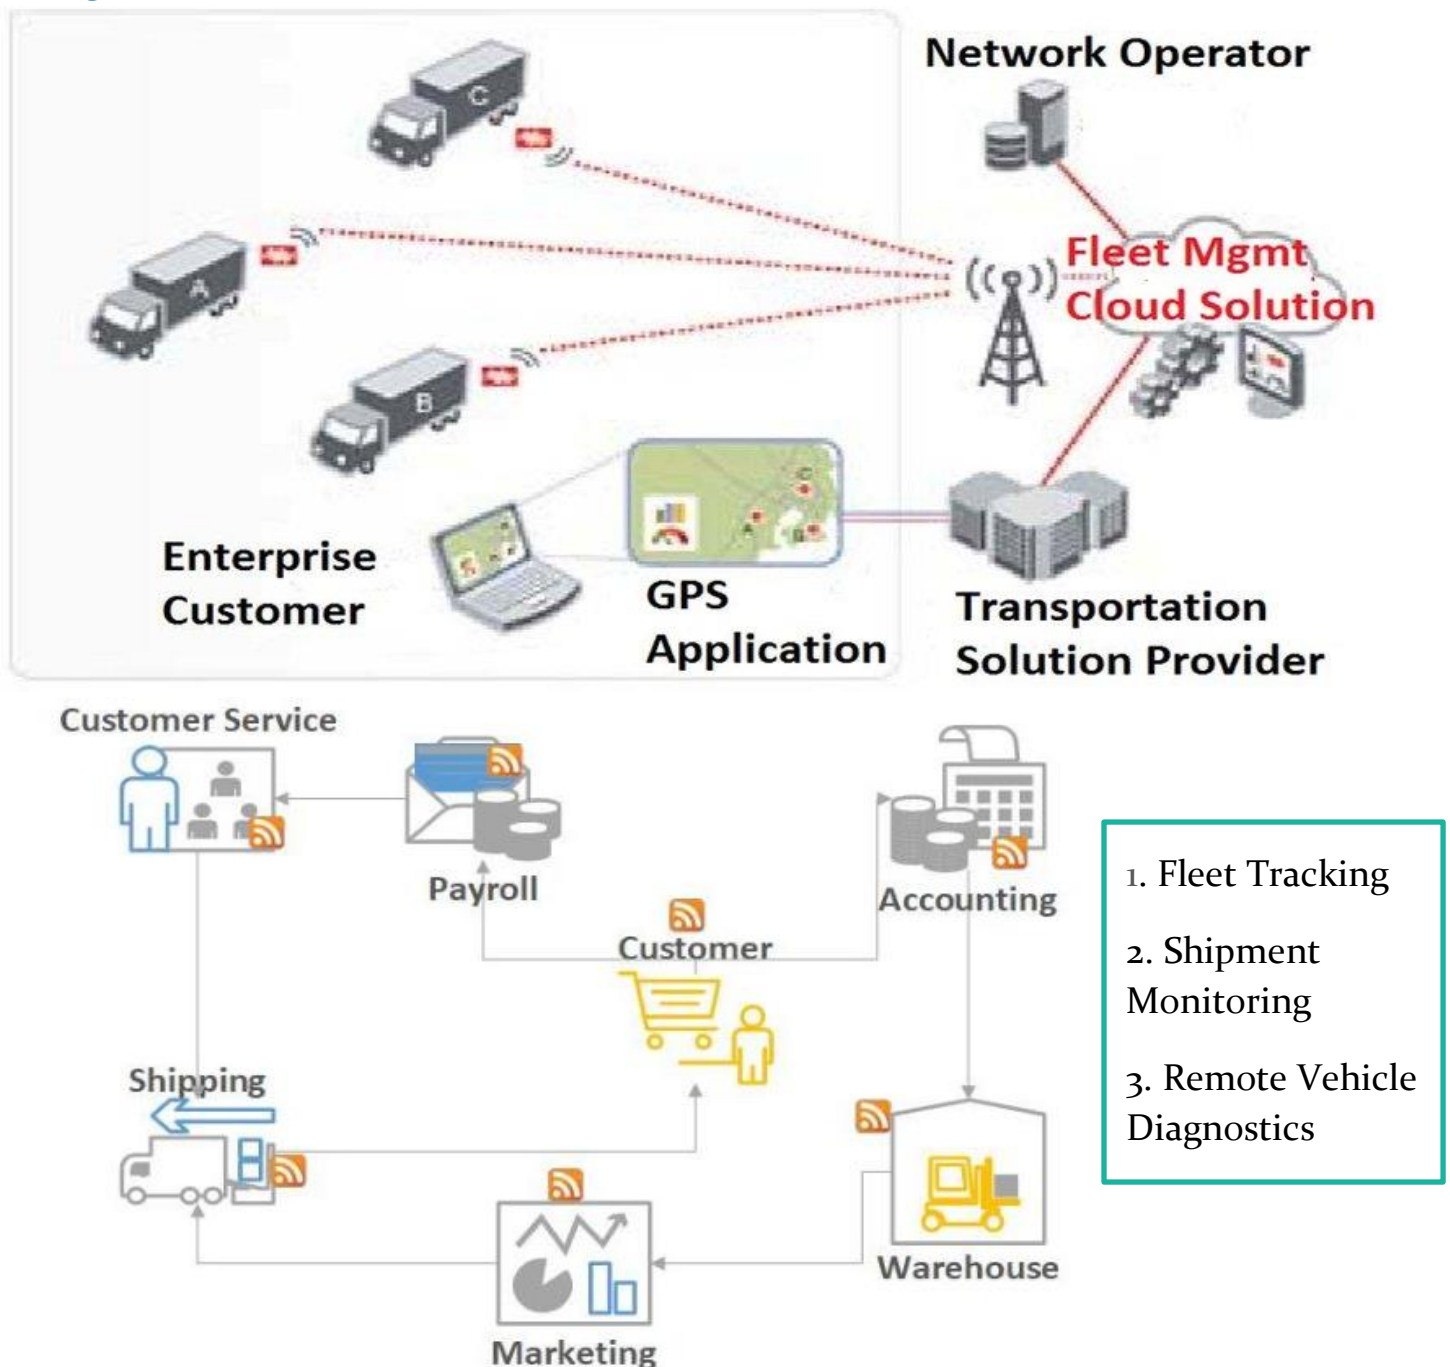 C
Network Operator
A
Fleet Mgmt
Cloud Solution
B
C
A
B
Enterprise
Customer
GPS
Application
Transportation
Solution Provider
Customer Service
Payroll
Accounting
Customer
1. Fleet Tracking
2. Shipment
Monitoring
3. Remote Vehicle
Diagnostics
Shipping
Warehouse
Marketing